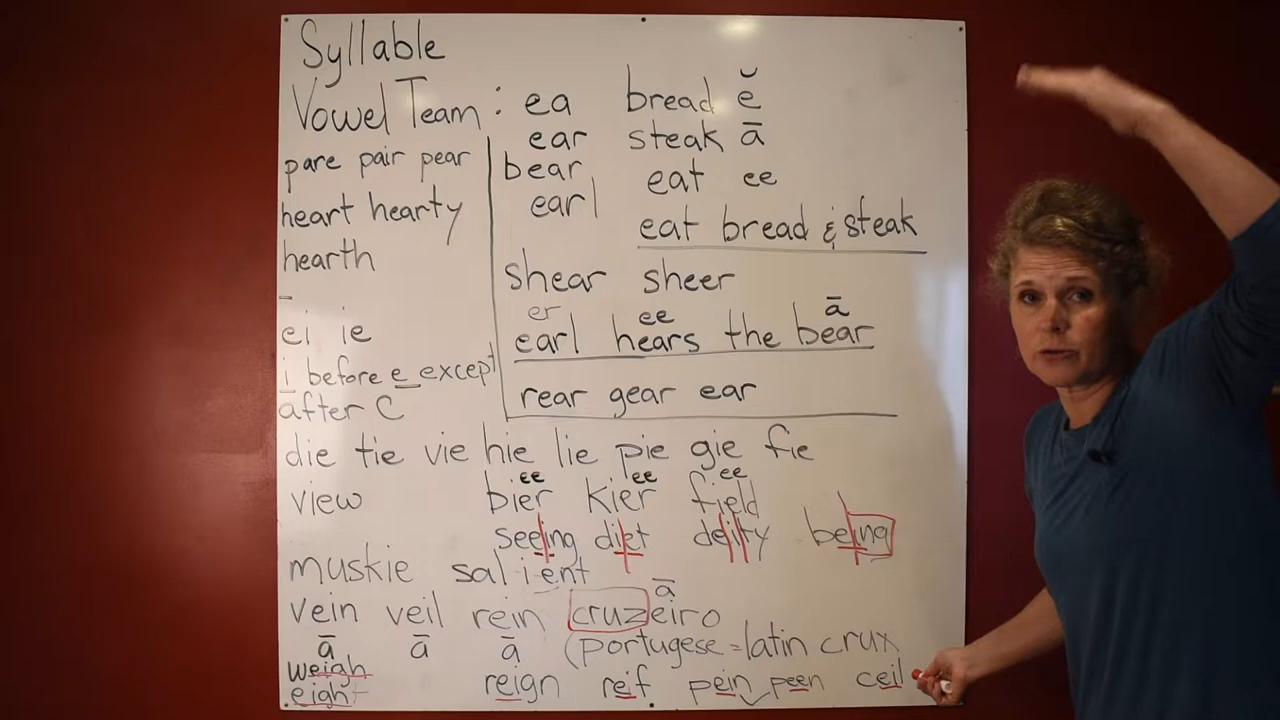 Syllable
Vowel Team: ea bread ĕ
ear steak ā
pare pair pear bear eat ee
heart hearty earl eat bread & steak
hearth shear sheer
er ee ā
ei ie earl hears the bear
i before e except rear gear ear
after C
die tie vie hie lie pie gie fie
ee ee ee
view bier kier field
seeing diet deity being
muskie salient
ā
vein veil rein cruzeiro
ā ā ā (portugese = latin crux
weigh
eight reign reif pein peen ceil